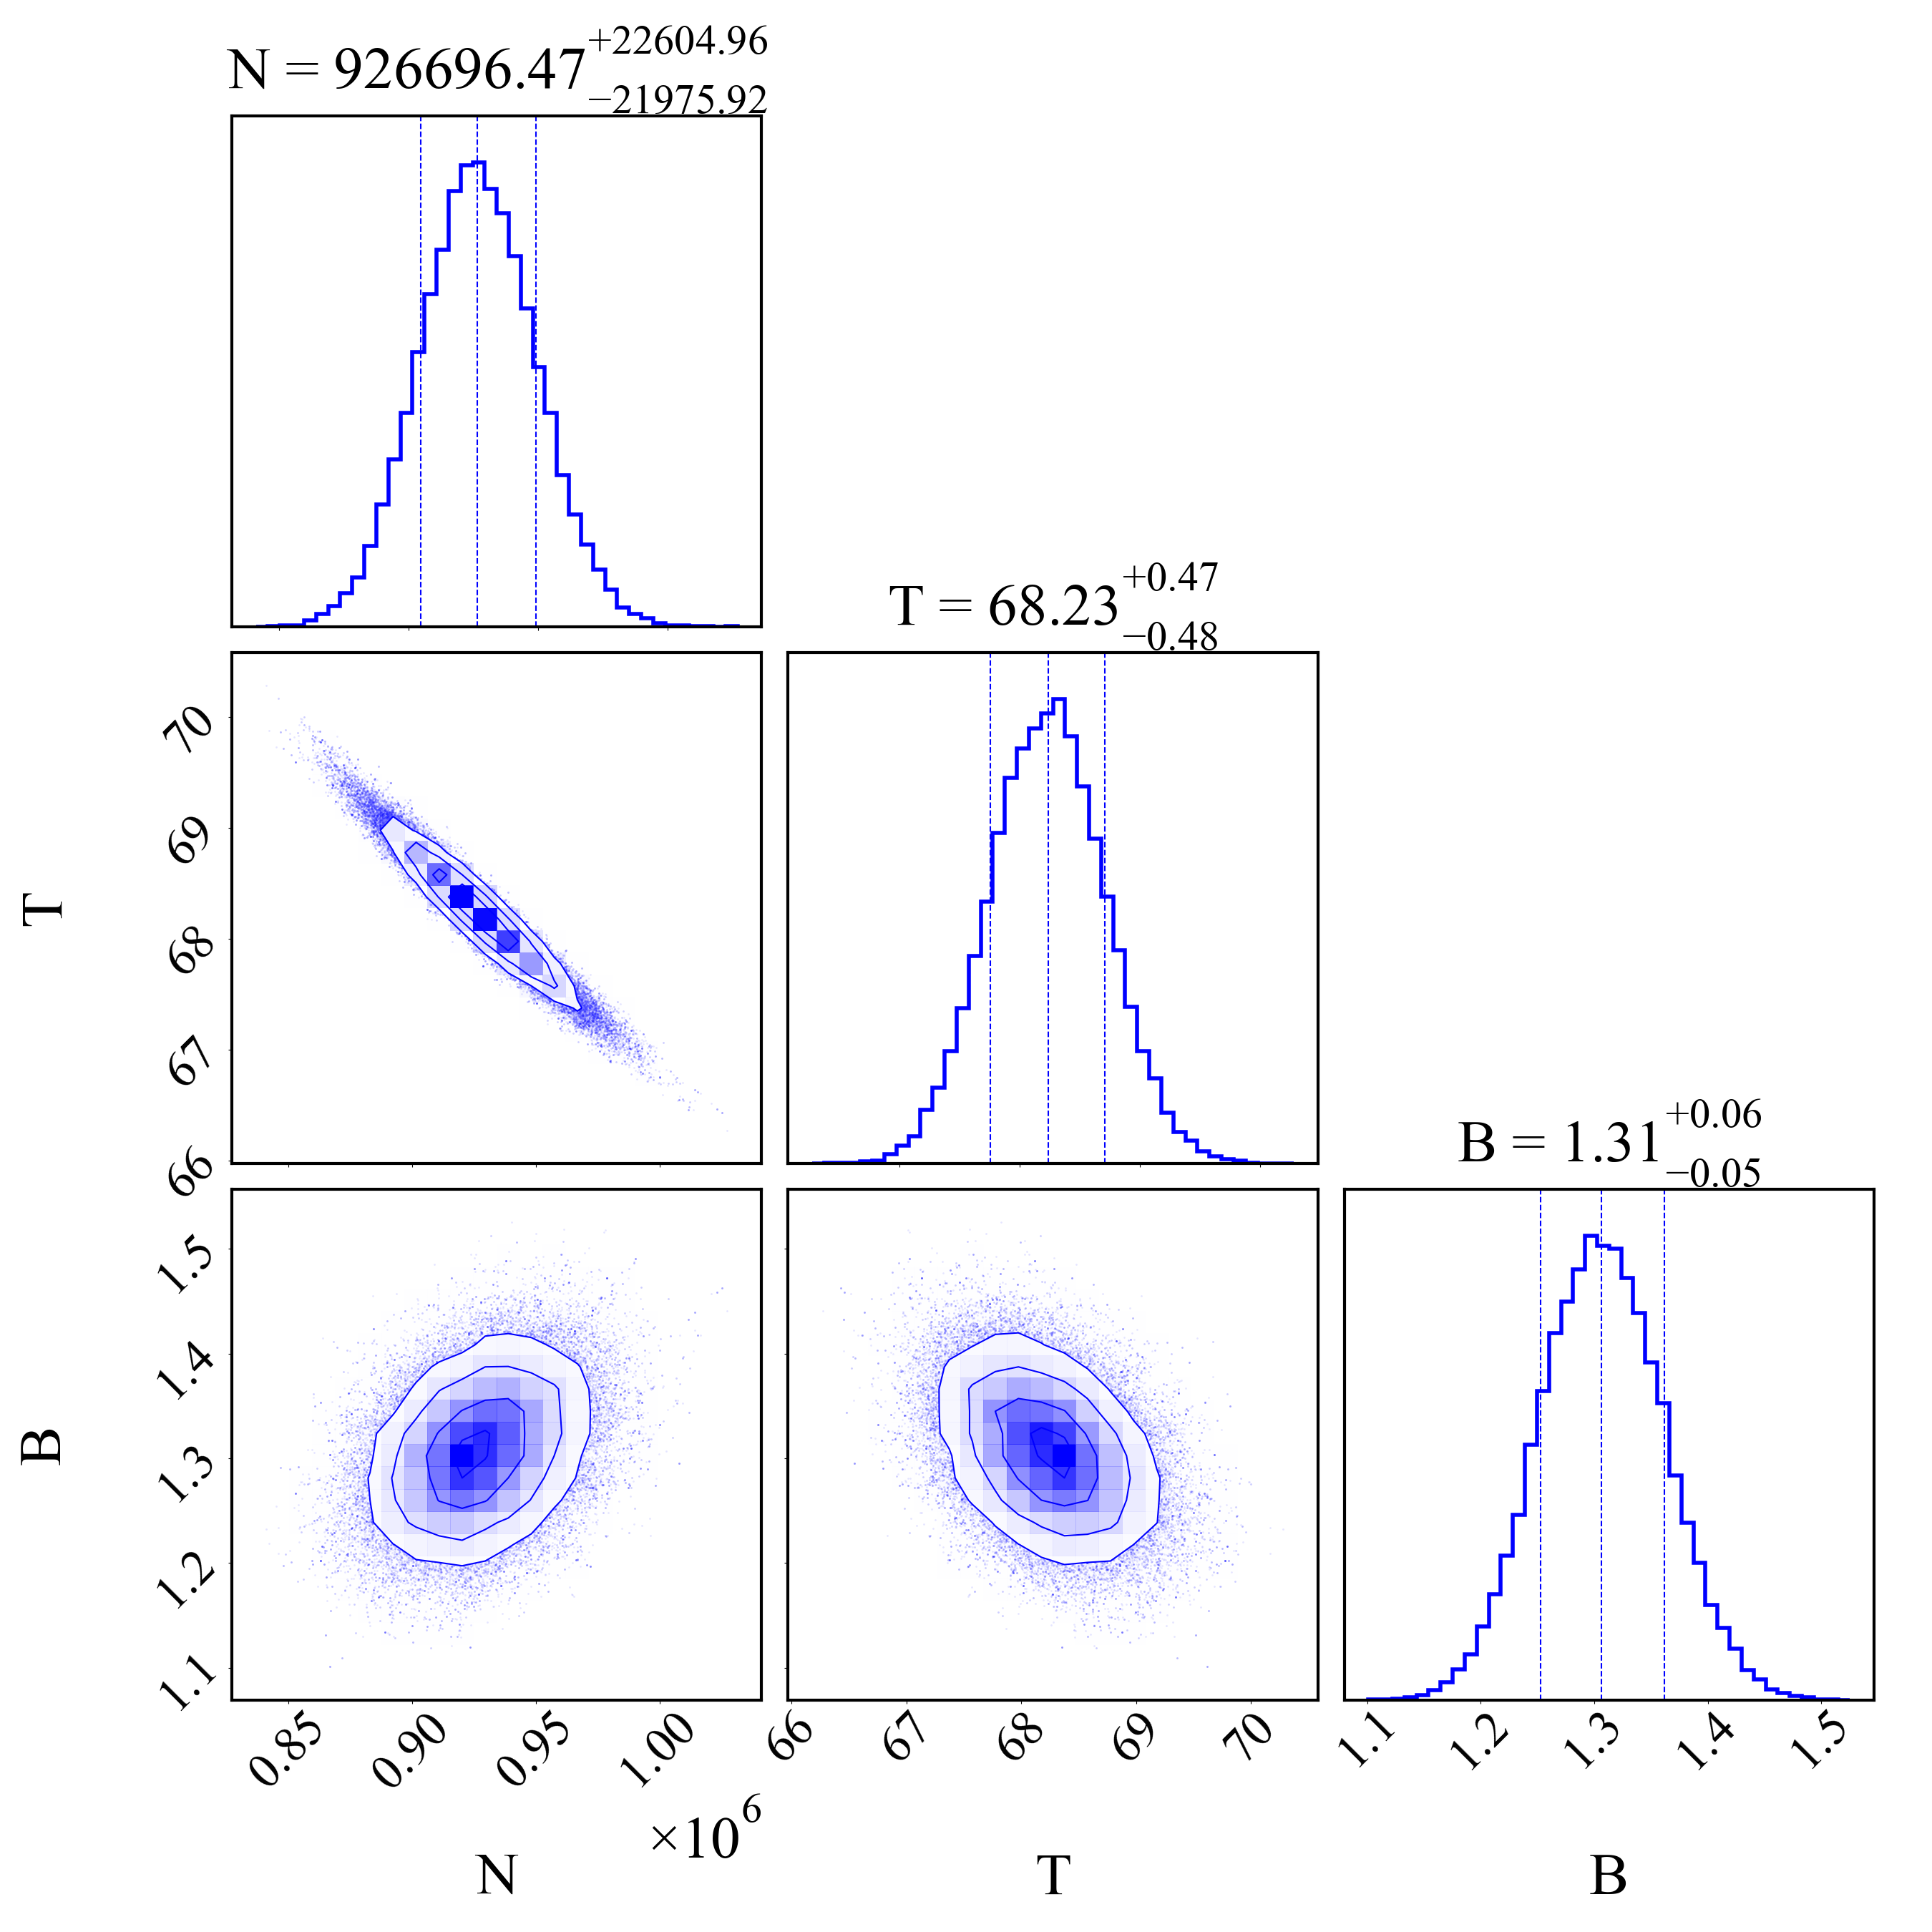 N = 926696.47 +22604.96 −21975.92
T = 68.23 +0.47 −0.48
70
69
68
67
66
T
B = 1.31 +0.06 −0.05
1.5
1.4
1.3
1.2
1.1
B
0.85 0.90 0.95 1.00
66 67 68 69 70
1.1 1.2 1.3 1.4 1.5
×10⁶
N T B